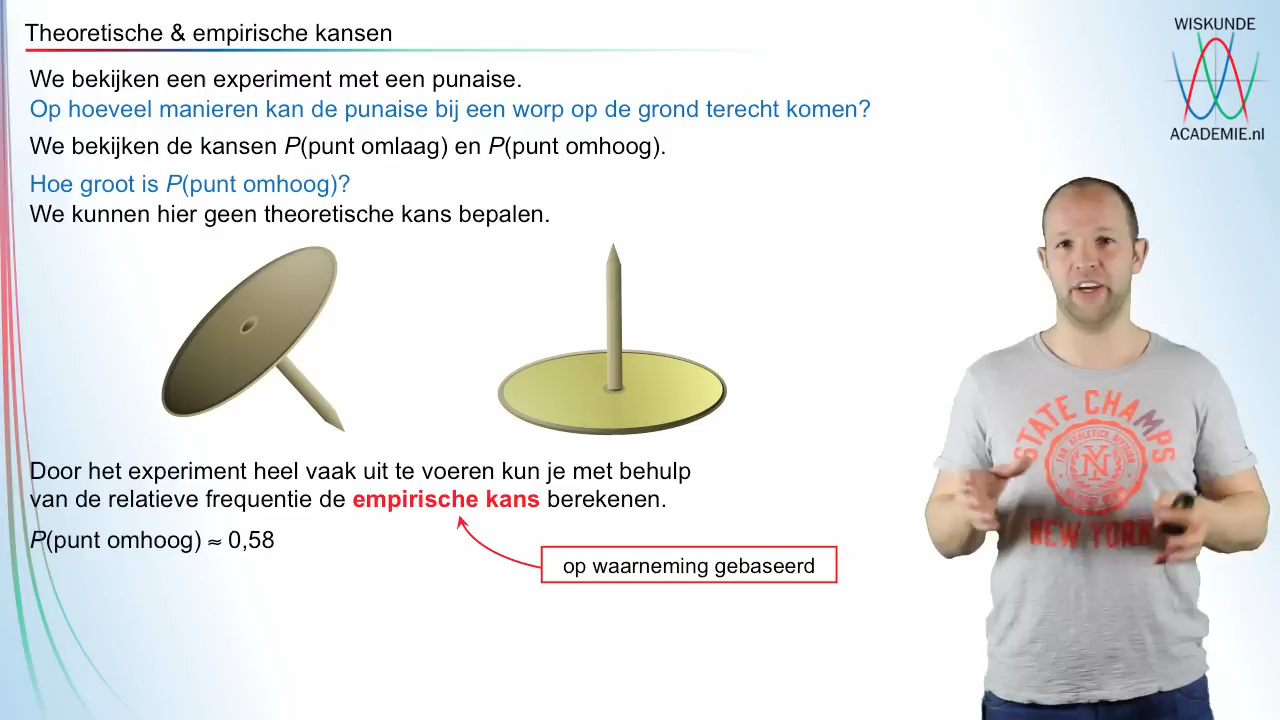 Theoretische & empirische kansen
WISKUNDE
ACADEMIE.nl
We bekijken een experiment met een punaise.
Op hoeveel manieren kan de punaise bij een worp op de grond terecht komen?
We bekijken de kansen P(punt omlaag) en P(punt omhoog).
Hoe groot is P(punt omhoog)?
We kunnen hier geen theoretische kans bepalen.
Door het experiment heel vaak uit te voeren kun je met behulp
van de relatieve frequentie de empirische kans berekenen.
P(punt omhoog) ≈ 0,58
op waarneming gebaseerd
STATE CHAMPS
NY
NEW YORK